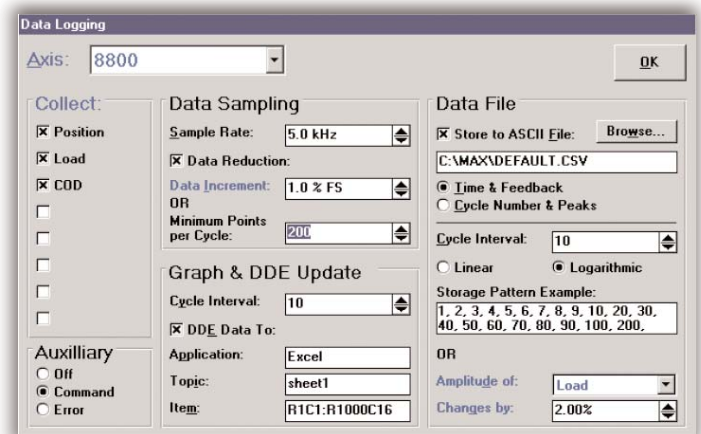 Data Logging
Axis: 8800
OK
Collect:
Position
Load
COD
Auxilliary
Off
Command
Error
Data Sampling
Sample Rate: 5.0 kHz
Data Reduction:
Data Increment: 1.0 % FS
OR
Minimum Points
per Cycle: 200
Graph & DDE Update
Cycle Interval: 10
DDE Data To:
Application: Excel
Topic: sheet1
Item: R1C1:R1000C16
Data File
Store to ASCII File: Browse...
C:\MAX\DEFAULT.CSV
Time & Feedback
Cycle Number & Peaks
Cycle Interval: 10
Linear Logarithmic
Storage Pattern Example:
1, 2, 3, 4, 5, 6, 7, 8, 9, 10, 20, 30,
40, 50, 60, 70, 80, 90, 100, 200,
OR
Amplitude of: Load
Changes by: 2.00%